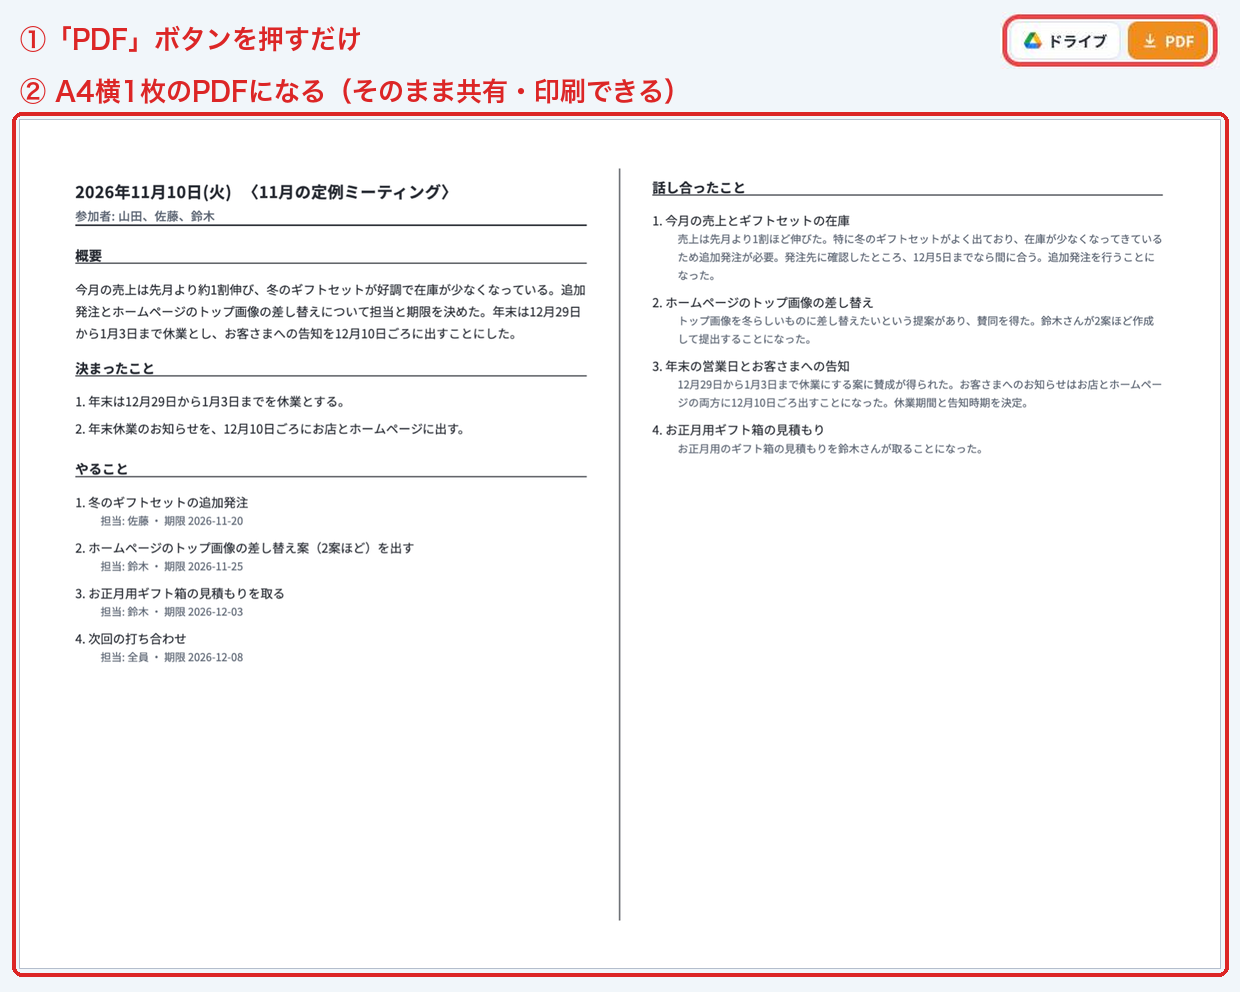 ①「PDF」ボタンを押すだけ
ドライブ
PDF
② A4横1枚のPDFになる（そのまま共有・印刷できる）
2026年11月10日(火) 〈11月の定例ミーティング〉
参加者: 山田、佐藤、鈴木
概要
今月の売上は先月より約1割伸び、冬のギフトセットが好調で在庫が少なくなっている。追加
発注とホームページのトップ画像の差し替えについて担当と期限を決めた。年末は12月29日
から1月3日まで休業とし、お客さまへの告知を12月10日ごろに出すことにした。
決まったこと
1. 年末は12月29日から1月3日までを休業とする。
2. 年末休業のお知らせを、12月10日ごろにお店とホームページに出す。
やること
1. 冬のギフトセットの追加発注
担当: 佐藤 ・ 期限 2026-11-20
2. ホームページのトップ画像の差し替え案（2案ほど）を出す
担当: 鈴木 ・ 期限 2026-11-25
3. お正月用ギフト箱の見積もりを取る
担当: 鈴木 ・ 期限 2026-12-03
4. 次回の打ち合わせ
担当: 全員 ・ 期限 2026-12-08
話し合ったこと
1. 今月の売上とギフトセットの在庫
売上は先月より1割ほど伸びた。特に冬のギフトセットがよく出ており、在庫が少なくなってきている
ため追加発注が必要。発注先に確認したところ、12月5日までなら間に合う。追加発注を行うことに
なった。
2. ホームページのトップ画像の差し替え
トップ画像を冬らしいものに差し替えたいという提案があり、賛同を得た。鈴木さんが2案ほど作成
して提出することになった。
3. 年末の営業日とお客さまへの告知
12月29日から1月3日まで休業にする案に賛成が得られた。お客さまへのお知らせはお店とホームペー
ジの両方に12月10日ごろ出すことになった。休業期間と告知時期を決定。
4. お正月用ギフト箱の見積もり
お正月用のギフト箱の見積もりを鈴木さんが取ることになった。